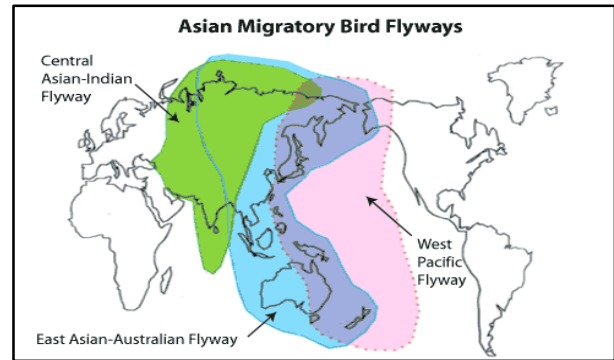 Asian Migratory Bird Flyways
Central
Asian-Indian
Flyway
West
Pacific
Flyway
East Asian-Australian Flyway